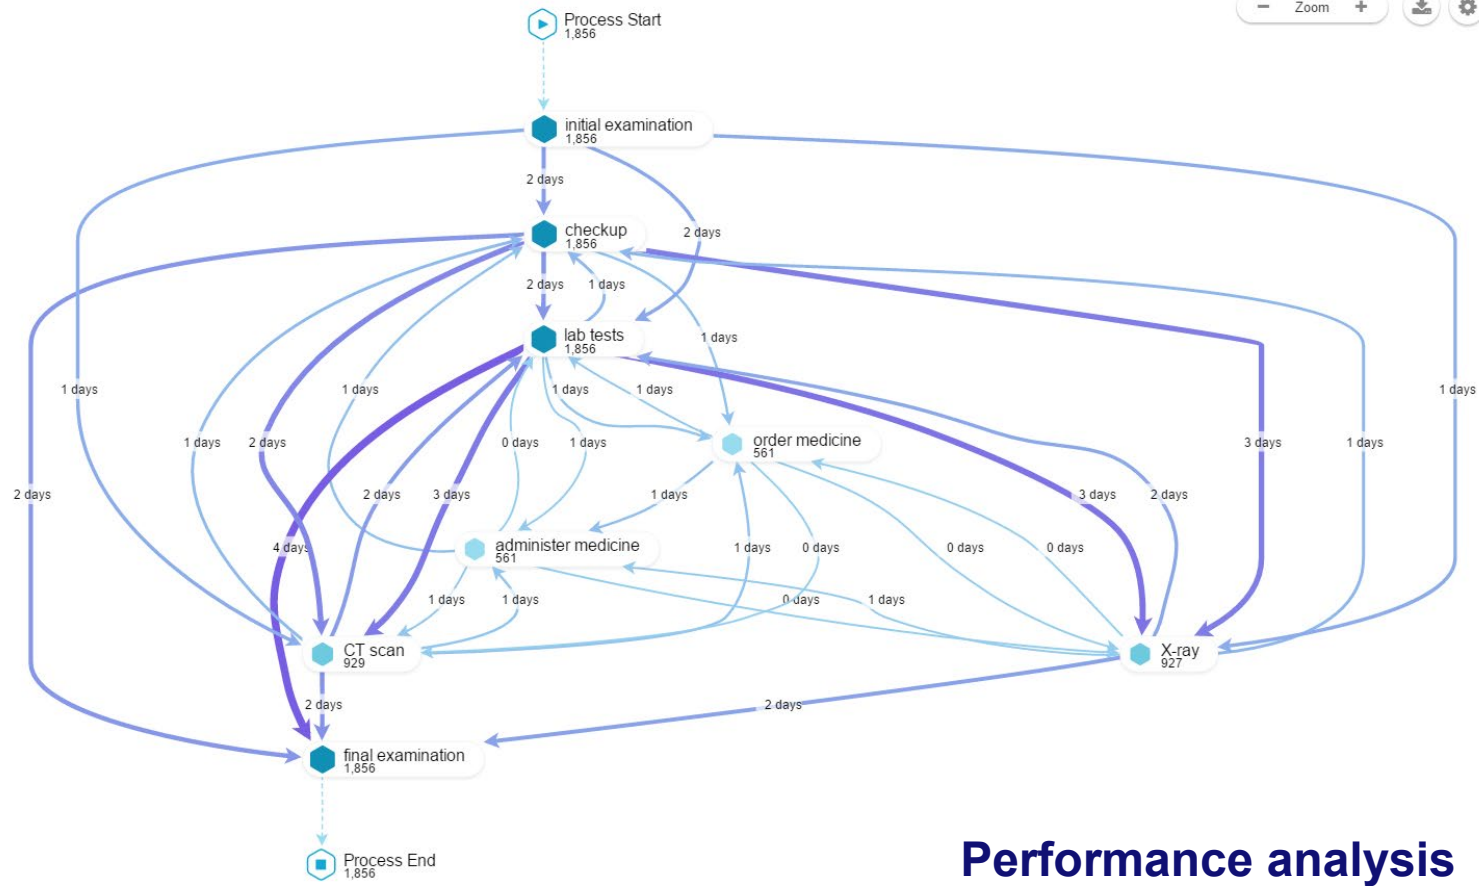 − Zoom +
Process Start
1,856
initial examination
1,856
2 days
checkup
1,856
2 days
2 days
1 days
lab tests
1,856
1 days
1 days
1 days
1 days
1 days
1 days
order medicine
561
1 days
2 days
0 days
1 days
3 days
1 days
2 days
2 days
3 days
1 days
3 days
2 days
administer medicine
561
4 days
1 days
0 days
0 days
0 days
1 days
1 days
0 days
1 days
CT scan
929
X-ray
927
2 days
2 days
final examination
1,856
Process End
1,856
Performance analysis